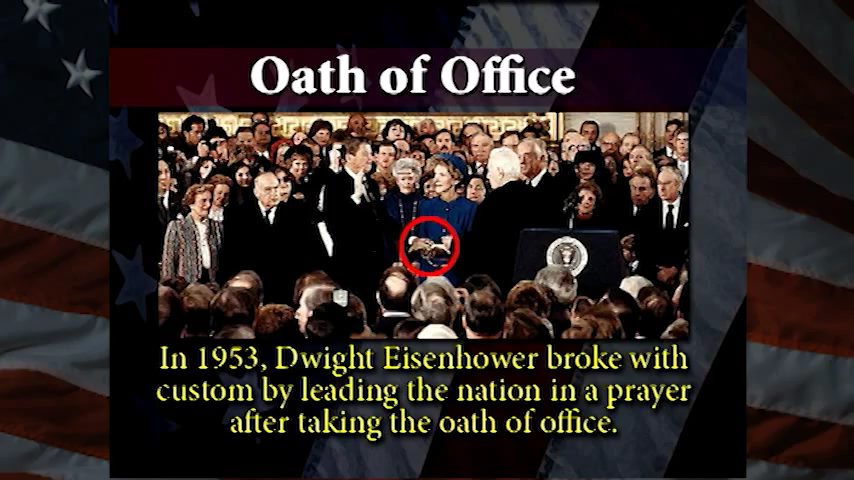 Oath of Office
In 1953, Dwight Eisenhower broke with
custom by leading the nation in a prayer
after taking the oath of office.